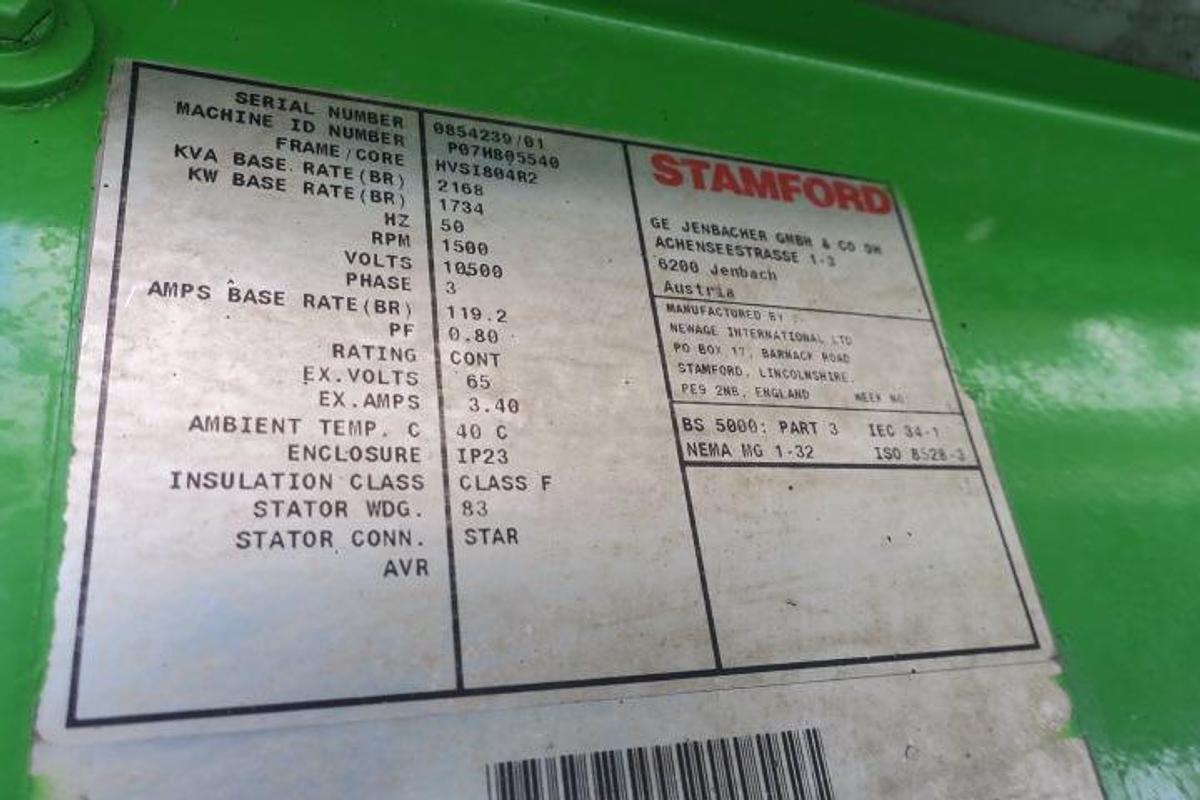 SERIAL NUMBER 0854239/01
MACHINE ID NUMBER P07H805540
FRAME/CORE HVSI804R2
KVA BASE RATE(BR) 2168
KW BASE RATE(BR) 1734
HZ 50
RPM 1500
VOLTS 10500
PHASE 3
AMPS BASE RATE(BR) 119.2
PF 0.80
RATING CONT
EX.VOLTS 65
EX.AMPS 3.40
AMBIENT TEMP. C 40 C
ENCLOSURE IP23
INSULATION CLASS CLASS F
STATOR WDG. 83
STATOR CONN. STAR
AVR
STAMFORD
GE JENBACHER GMBH & CO OH
ACHENSEESTRASSE 1-3
6200 Jenbach
Austria
MANUFACTURED BY :-
NEWAGE INTERNATIONAL LTD
PO BOX 17, BARNACK ROAD
STAMFORD, LINCOLNSHIRE.
PE9 2NB, ENGLAND WEEK NO
BS 5000: PART 3 IEC 34-1
NEMA MG 1-32 ISO 8528-3